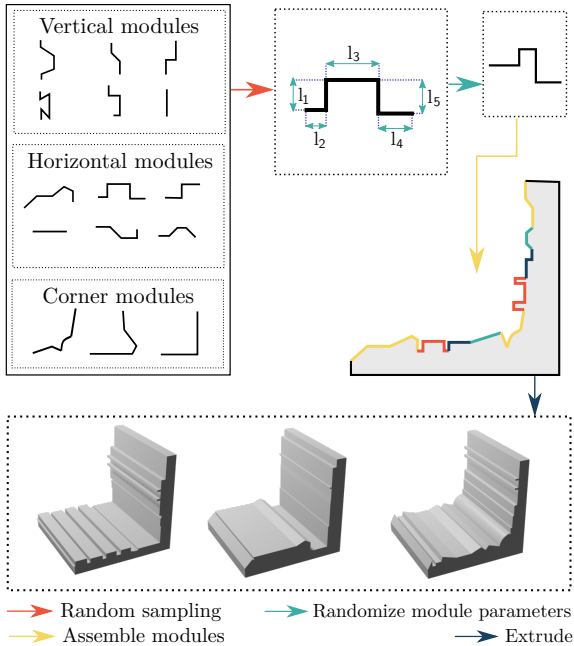 Vertical modules
Horizontal modules
Corner modules
l₃
l₁
l₅
l₂
l₄
Random sampling
Randomize module parameters
Assemble modules
Extrude